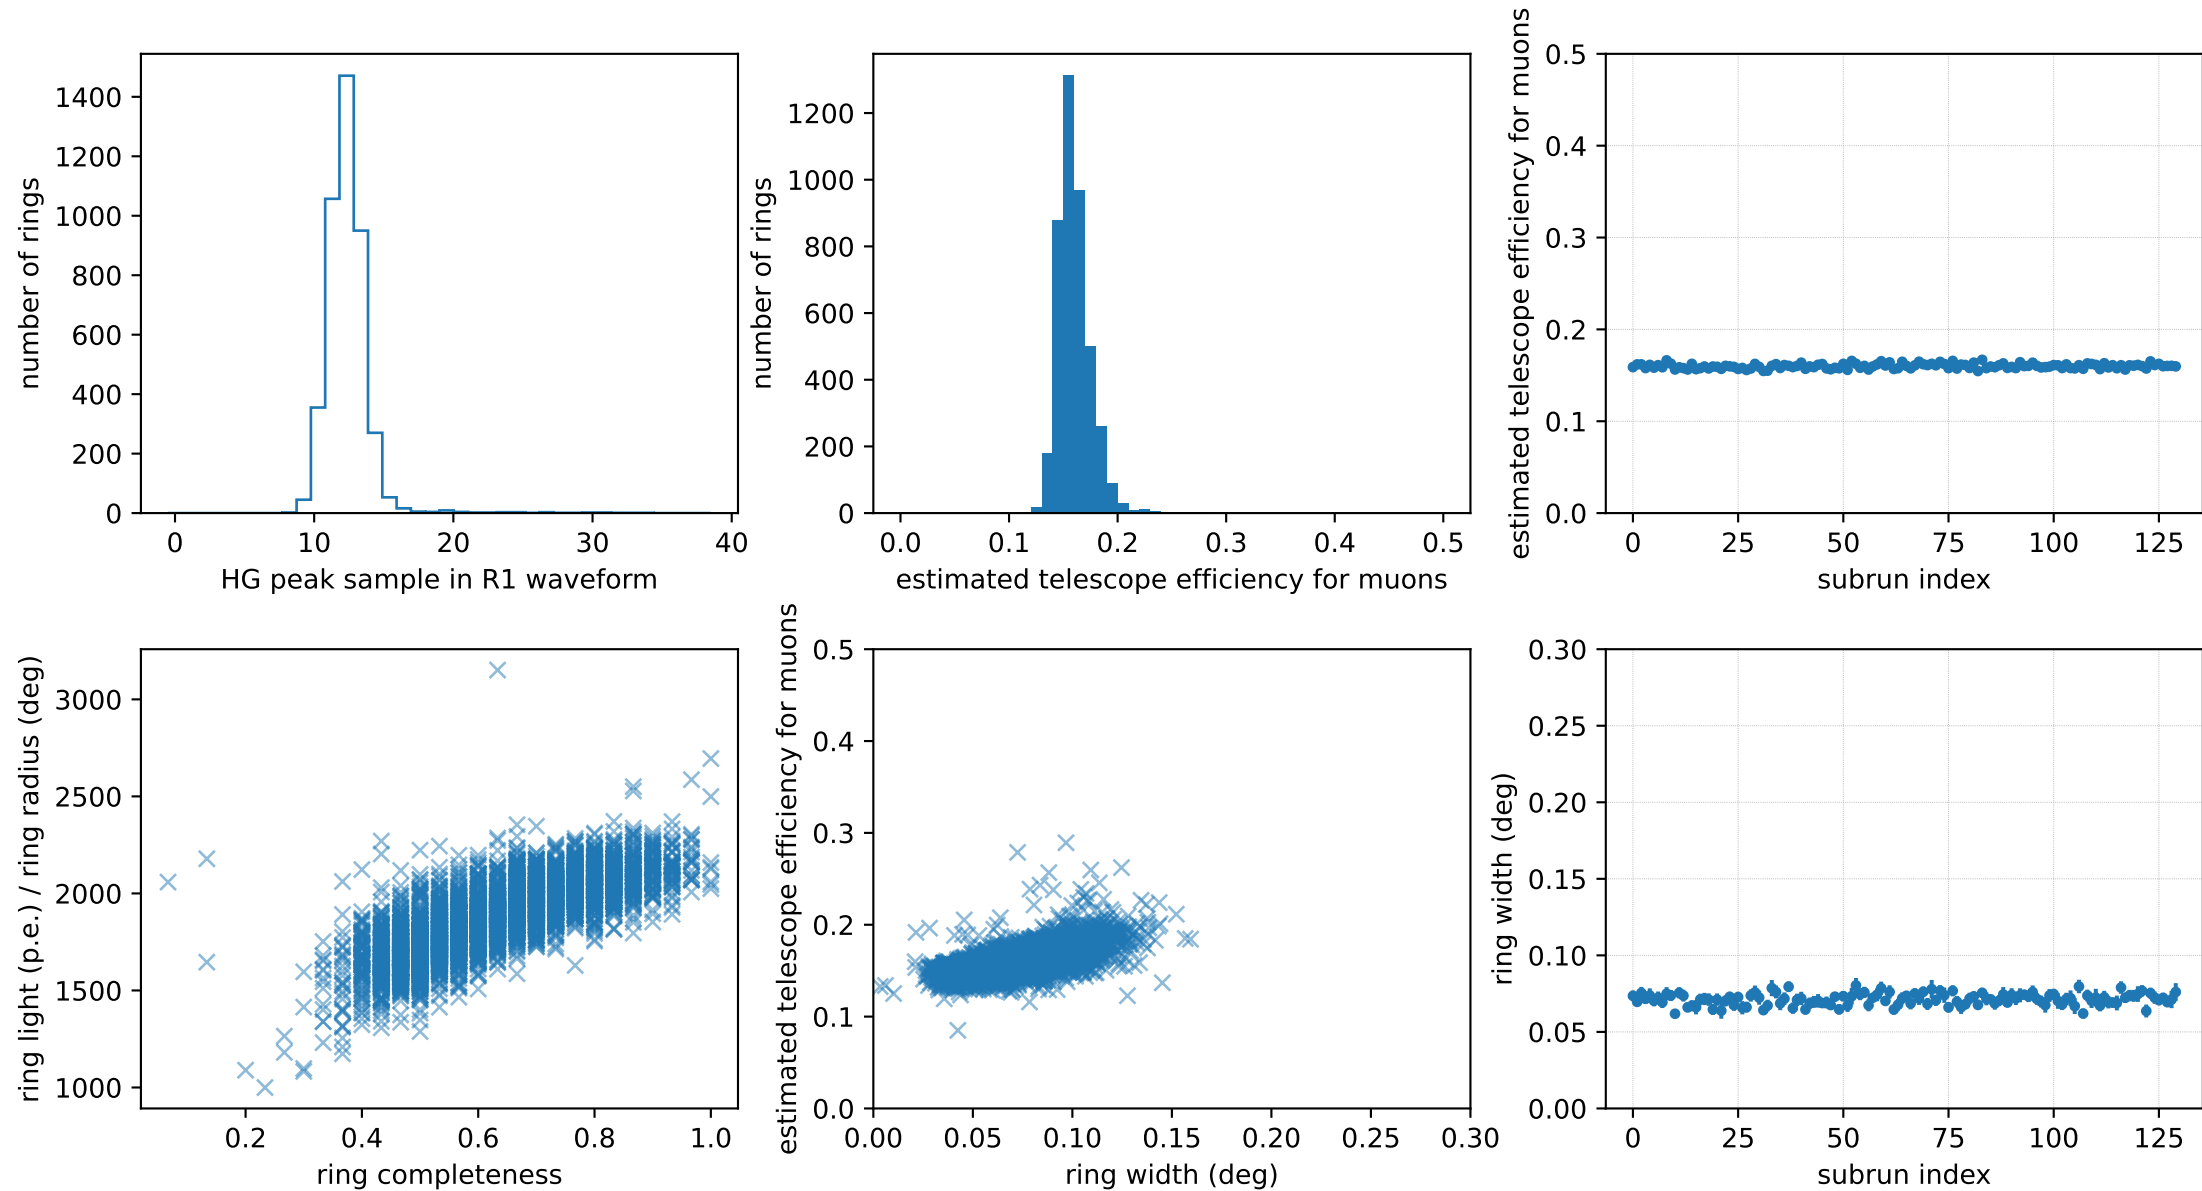 number of rings
1400
1200
1000
800
600
400
200
0
0 10 20 30 40
HG peak sample in R1 waveform
number of rings
1200
1000
800
600
400
200
0
0.0 0.1 0.2 0.3 0.4 0.5
estimated telescope efficiency for muons
estimated telescope efficiency for muons
0.5
0.4
0.3
0.2
0.1
0.0
0 25 50 75 100 125
subrun index
ring light (p.e.) / ring radius (deg)
3000
2500
2000
1500
1000
0.2 0.4 0.6 0.8 1.0
ring completeness
estimated telescope efficiency for muons
0.5
0.4
0.3
0.2
0.1
0.0
0.00 0.05 0.10 0.15 0.20 0.25 0.30
ring width (deg)
ring width (deg)
0.30
0.25
0.20
0.15
0.10
0.05
0.00
0 25 50 75 100 125
subrun index